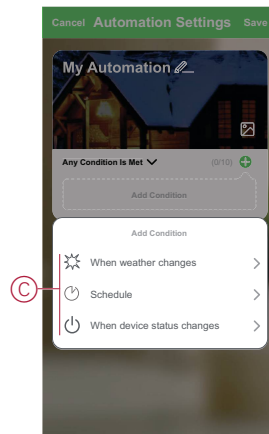 Cancel Automation Settings Save
My Automation
Any Condition Is Met (0/10)
Add Condition
Add Condition
When weather changes
C
Schedule
When device status changes